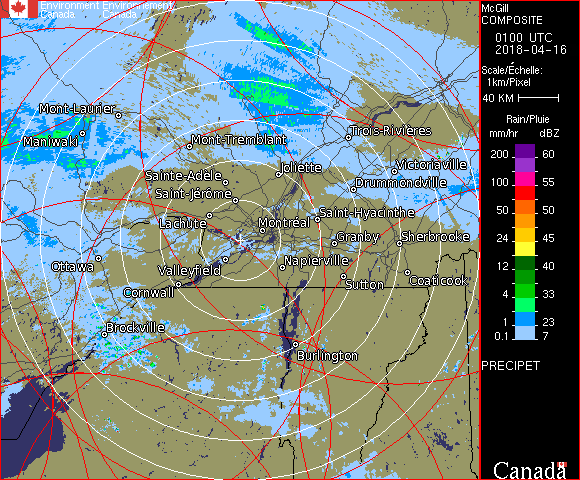 Environment Environnement
Canada Canada
McGill
COMPOSITE
0100 UTC
2018-04-16
Scale/Échelle:
1km/Pixel
40 KM
Rain/Pluie
mm/hr dBZ
200 60
100 55
50 50
24 45
12 40
4 33
1 23
0.1 7
PRECIPET
Canada
Mont-Laurier
Maniwaki
Mont-Tremblant
Trois-Rivières
Joliette
Victoriaville
Sainte-Adèle
Drummondville
Saint-Jérôme
Lachute
Saint-Hyacinthe
Montréal
Granby
Sherbrooke
Ottawa
Valleyfield
Napierville
Cornwall
Sutton
Coaticook
Brockville
Burlington